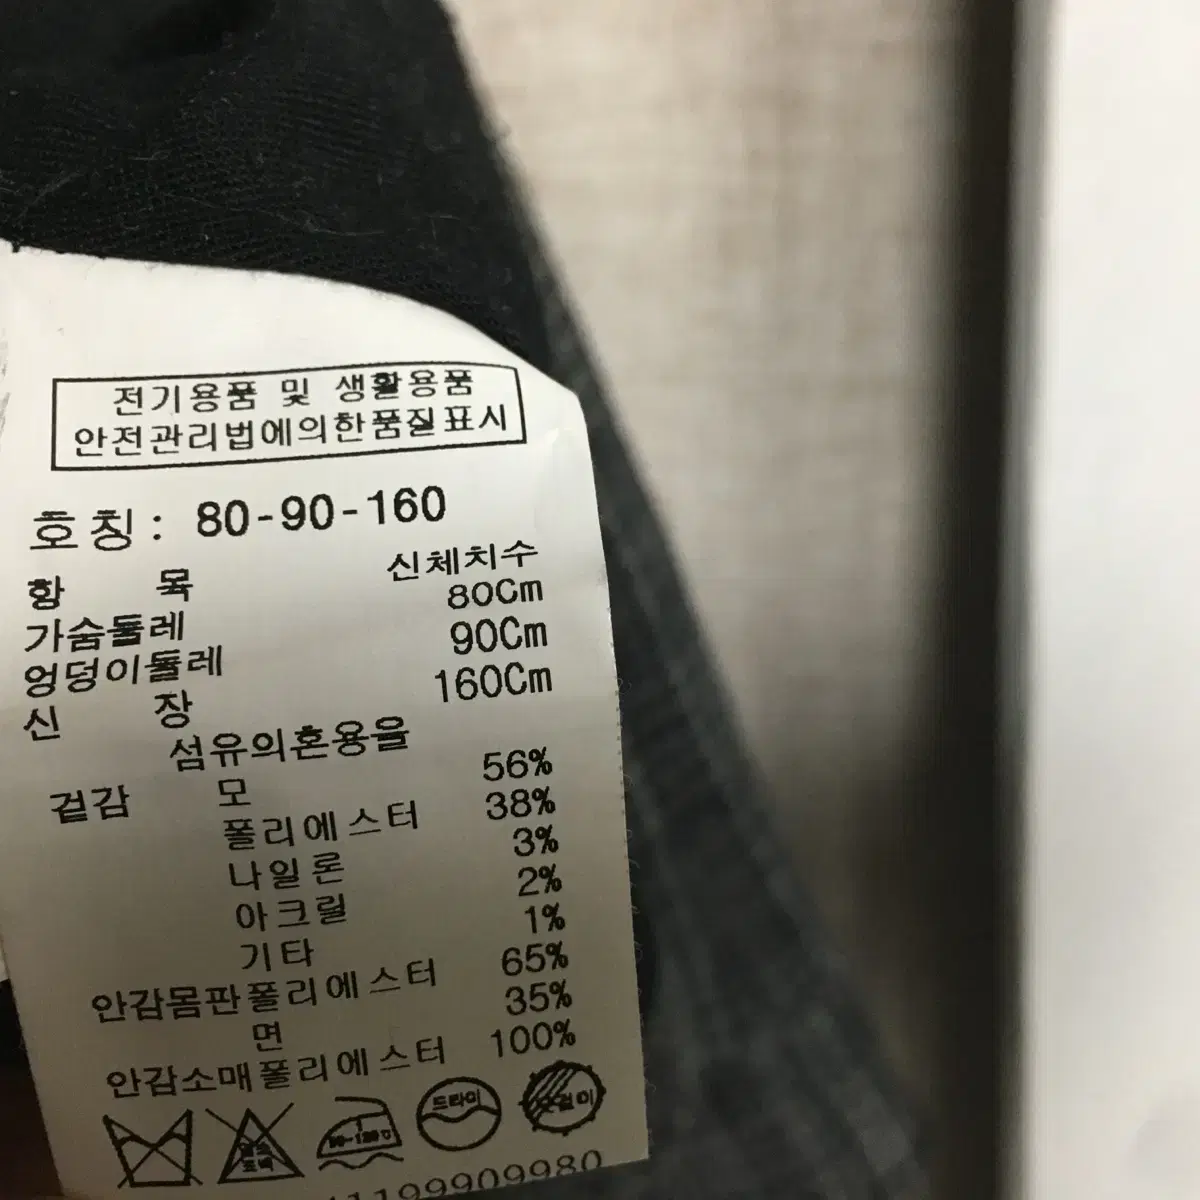 전기용품 및 생활용품
안전관리법에의한품질표시
호칭: 80-90-160
항 목 신체치수
가슴둘레 80Cm
엉덩이둘레 90Cm
신 장 160Cm
섬유의혼용율
겉감 모 56%
폴리에스터 38%
나일론 3%
아크릴 2%
기타 1%
안감몸판폴리에스터 65%
면 35%
안감소매폴리에스터 100%
드라이